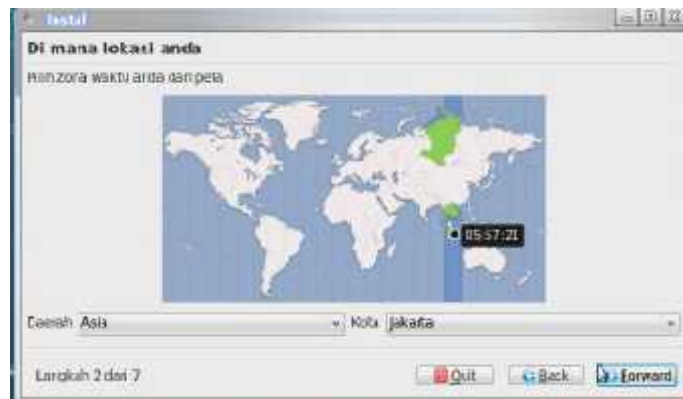 Instal
Di mana lokasi anda
Pilih zona waktu anda dari peta
05:57:21
Daerah Asia Kota Jakarta
Langkah 2 dari 7 Quit Back Forward